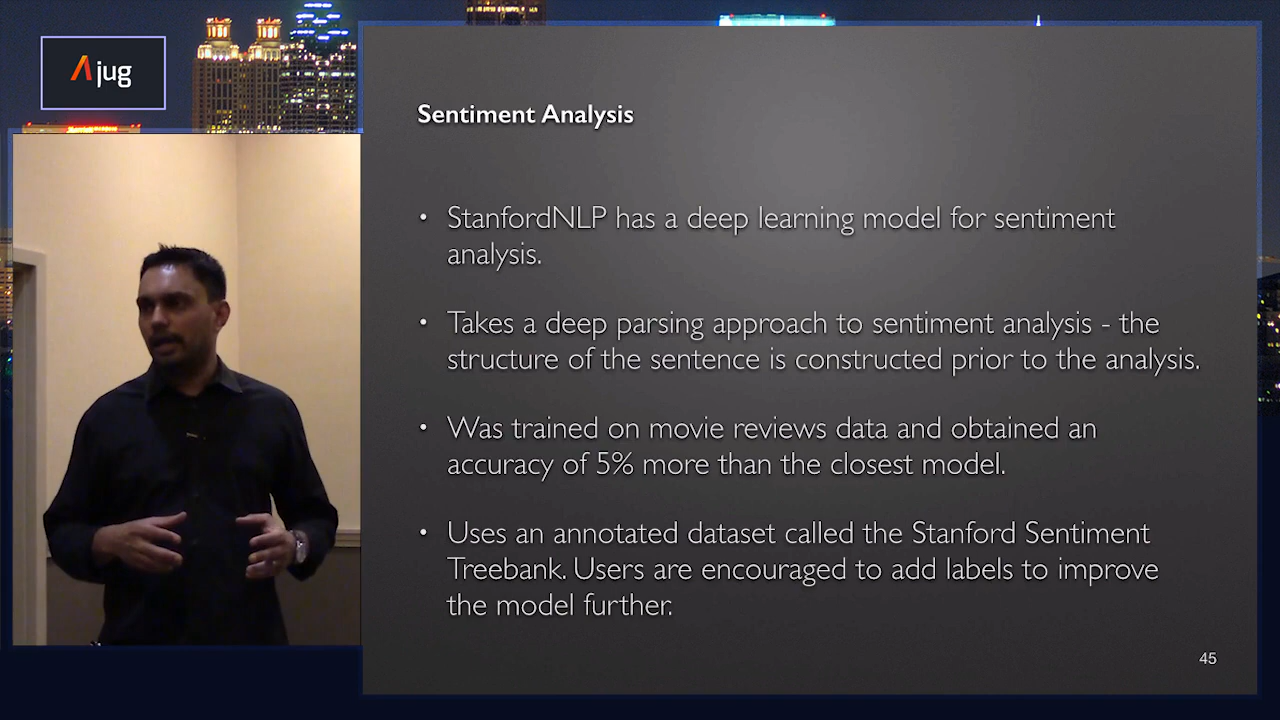 Ajug
Sentiment Analysis
• StanfordNLP has a deep learning model for sentiment
analysis.
• Takes a deep parsing approach to sentiment analysis - the
structure of the sentence is constructed prior to the analysis.
• Was trained on movie reviews data and obtained an
accuracy of 5% more than the closest model.
• Uses an annotated dataset called the Stanford Sentiment
Treebank. Users are encouraged to add labels to improve
the model further.
45